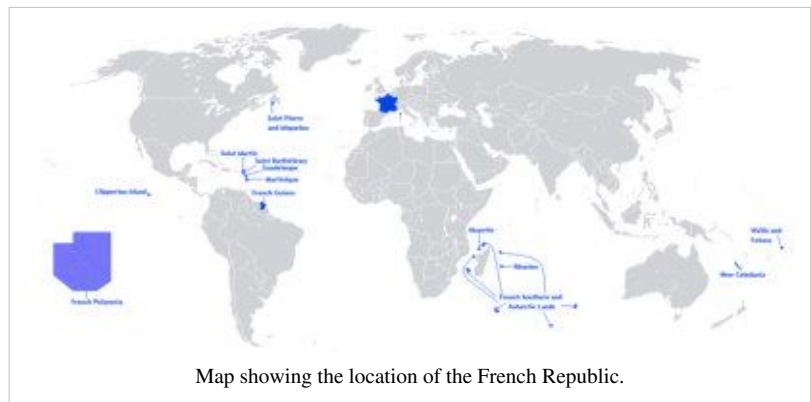 Saint Pierre
and Miquelon
Saint Martin
Saint Barthélemy
Guadeloupe
Martinique
Clipperton Island
French Guiana
Mayotte
Wallis and
Futuna
Réunion
New Caledonia
French Polynesia
French Southern and
Antarctic Lands
Map showing the location of the French Republic.